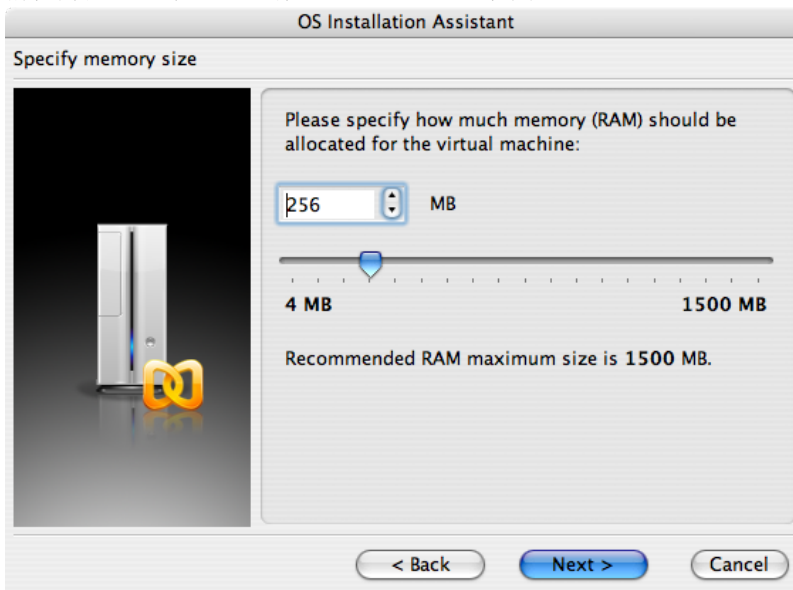 OS Installation Assistant
Specify memory size
Please specify how much memory (RAM) should be
allocated for the virtual machine:
256 MB
4 MB 1500 MB
Recommended RAM maximum size is 1500 MB.
< Back Next > Cancel